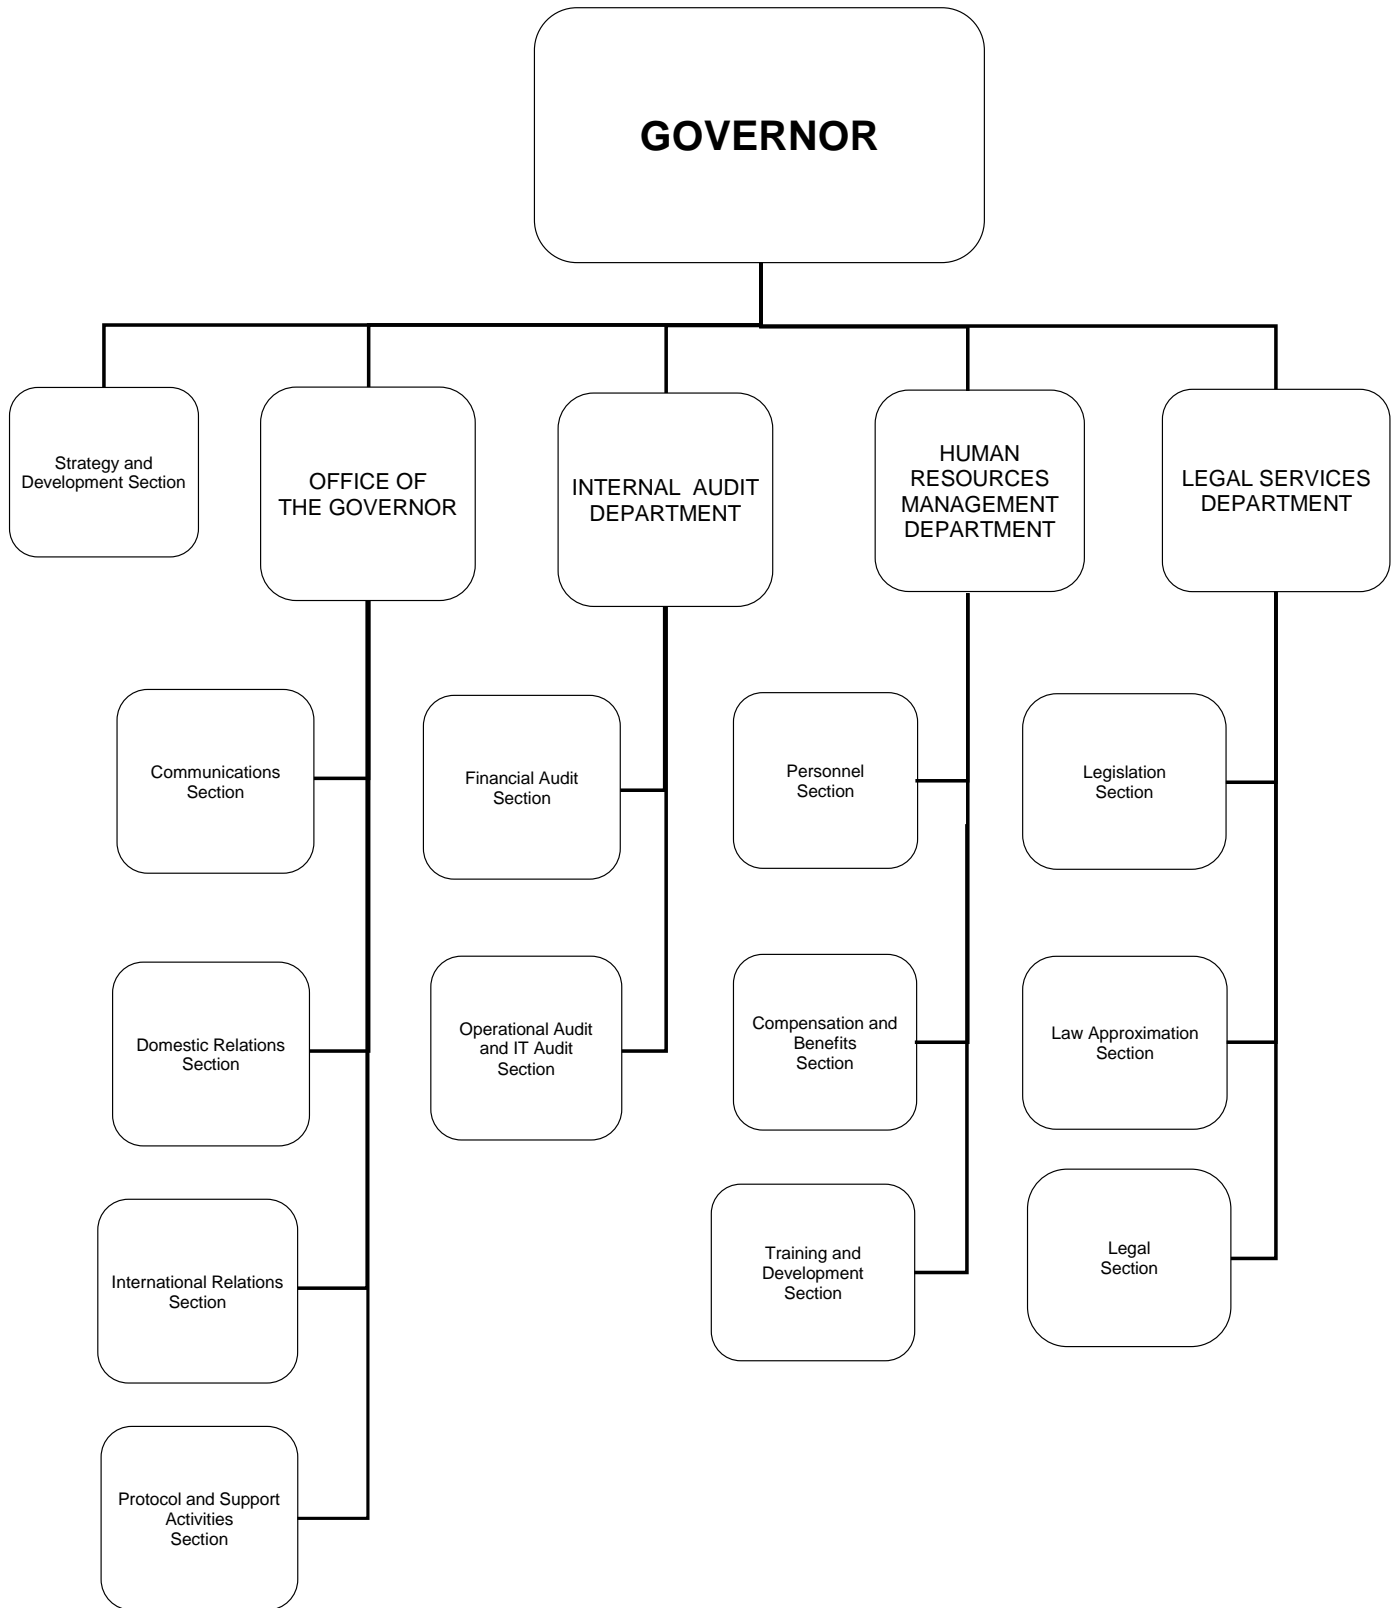 GOVERNOR
Strategy and
Development Section
OFFICE OF
THE GOVERNOR
INTERNAL AUDIT
DEPARTMENT
HUMAN
RESOURCES
MANAGEMENT
DEPARTMENT
LEGAL SERVICES
DEPARTMENT
Communications
Section
Financial Audit
Section
Personnel
Section
Legislation
Section
Domestic Relations
Section
Operational Audit
and IT Audit
Section
Compensation and
Benefits
Section
Law Approximation
Section
International Relations
Section
Training and
Development
Section
Legal
Section
Protocol and Support
Activities
Section